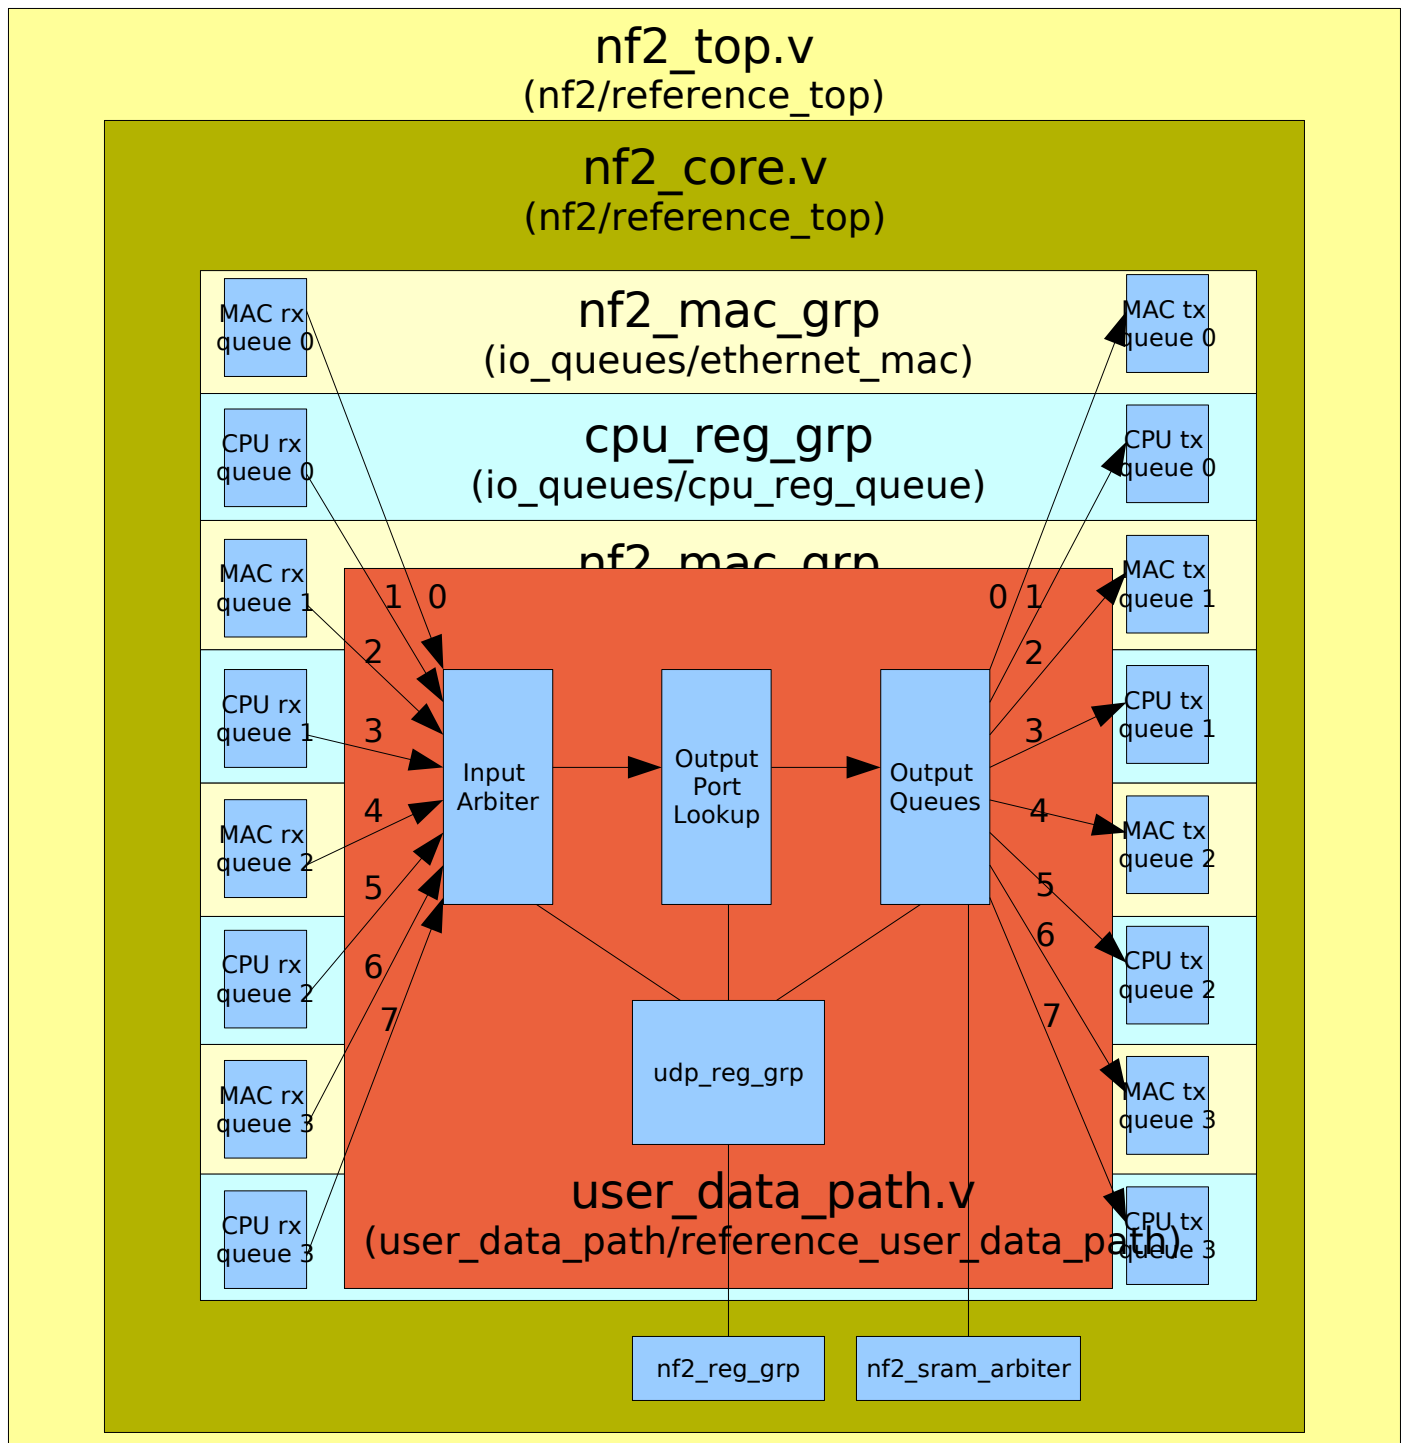 nf2_top.v
(nf2/reference_top)
nf2_core.v
(nf2/reference_top)
nf2_mac_grp
(io_queues/ethernet_mac)
cpu_reg_grp
(io_queues/cpu_reg_queue)
nf2_mac_grp
MAC rx
queue 0
CPU rx
queue 0
MAC rx
queue 1
CPU rx
queue 1
MAC rx
queue 2
CPU rx
queue 2
MAC rx
queue 3
CPU rx
queue 3
1 0
2
3
4
5
6
7
Input
Arbiter
Output
Port
Lookup
Output
Queues
0 1
2
3
4
5
6
7
MAC tx
queue 0
CPU tx
queue 0
MAC tx
queue 1
CPU tx
queue 1
MAC tx
queue 2
CPU tx
queue 2
MAC tx
queue 3
CPU tx
queue 3
udp_reg_grp
user_data_path.v
(user_data_path/reference_user_data_path)
nf2_reg_grp
nf2_sram_arbiter